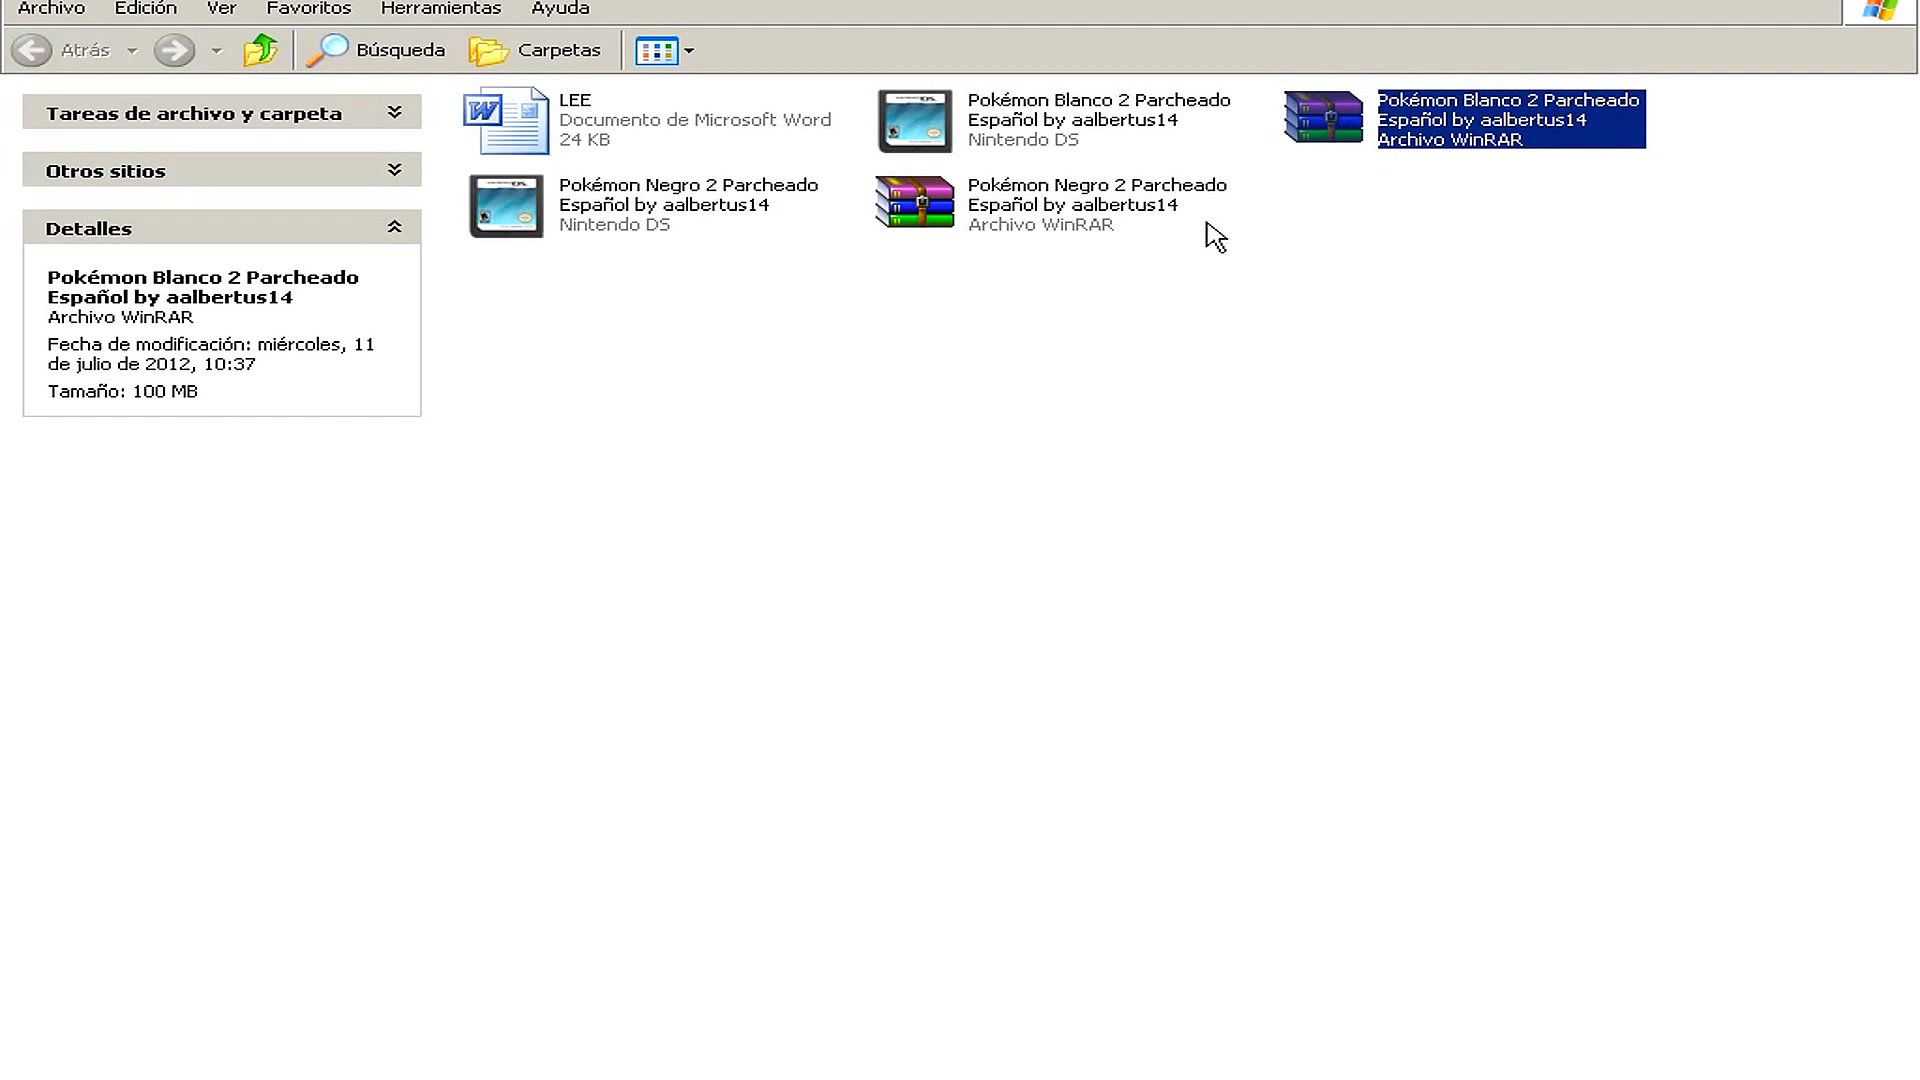 Archivo Edición Ver Favoritos Herramientas Ayuda
Atrás Búsqueda Carpetas
Tareas de archivo y carpeta
Otros sitios
Detalles
Pokémon Blanco 2 Parcheado
Español by aalbertus14
Archivo WinRAR
Fecha de modificación: miércoles, 11
de julio de 2012, 10:37
Tamaño: 100 MB
LEE
Documento de Microsoft Word
24 KB
Pokémon Blanco 2 Parcheado
Español by aalbertus14
Nintendo DS
Pokémon Blanco 2 Parcheado
Español by aalbertus14
Archivo WinRAR
Pokémon Negro 2 Parcheado
Español by aalbertus14
Nintendo DS
Pokémon Negro 2 Parcheado
Español by aalbertus14
Archivo WinRAR